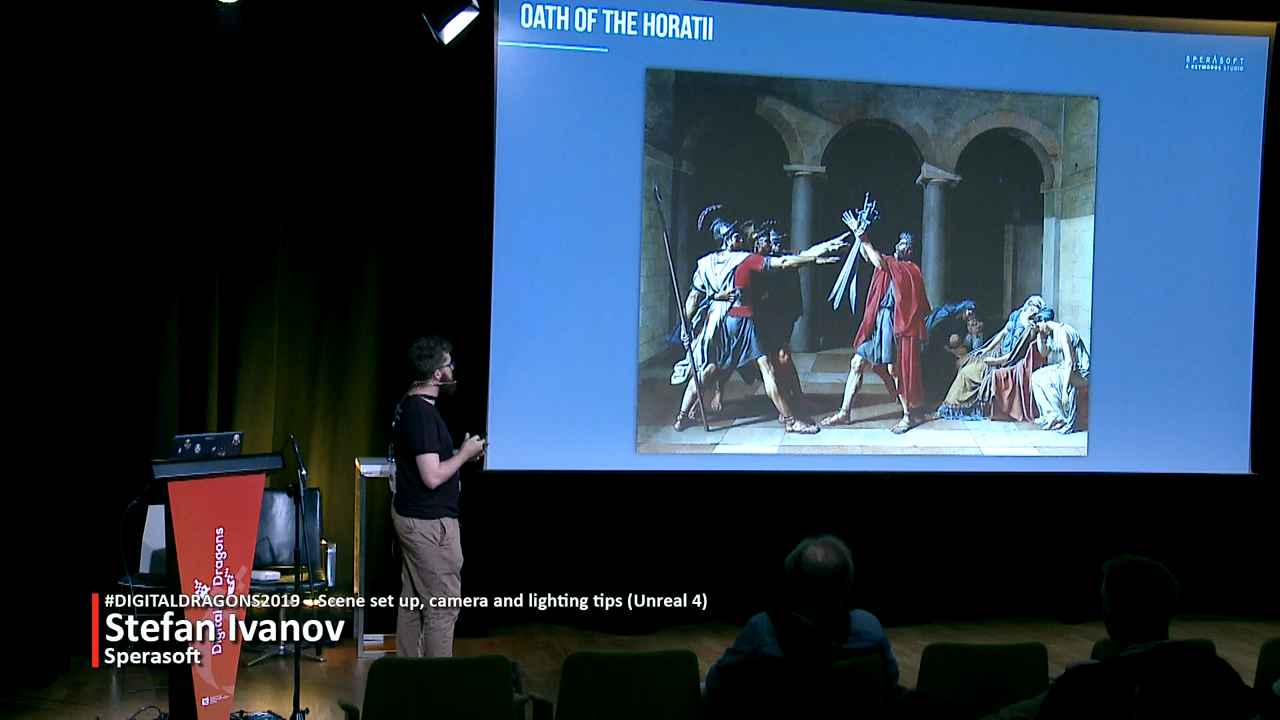 OATH OF THE HORATII
SPERASOFT
A KEYWORDS STUDIO
Digital Dragons
#DIGITALDRAGONS2019 - Scene set up, camera and lighting tips (Unreal 4)
Stefan Ivanov
Sperasoft